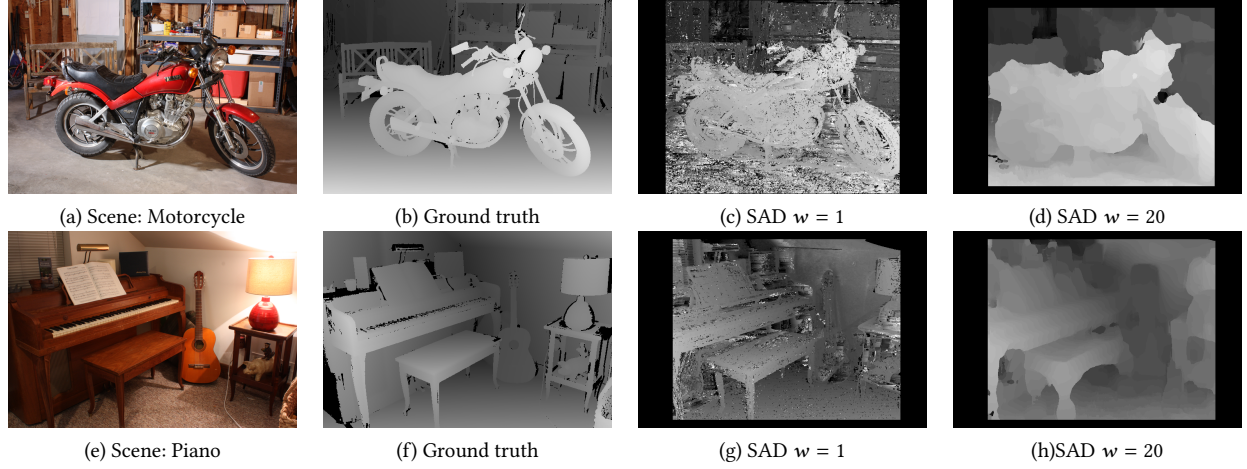 (a) Scene: Motorcycle
(b) Ground truth
(c) SAD w = 1
(d) SAD w = 20
(e) Scene: Piano
(f) Ground truth
(g) SAD w = 1
(h)SAD w = 20